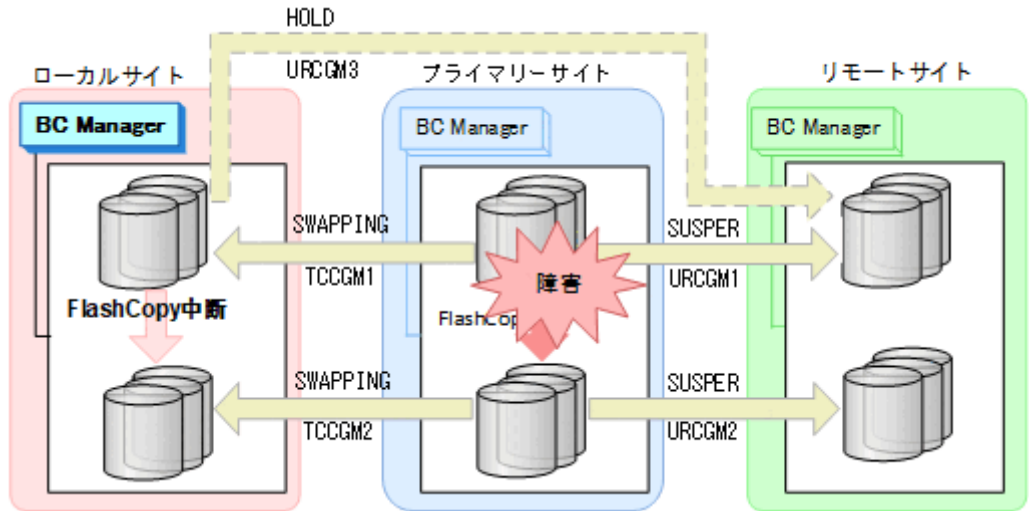 HOLD
URCGM3
ローカルサイト
プライマリーサイト
リモートサイト
BC Manager
BC Manager
BC Manager
SWAPPING
TCCGM1
SUSPER
URCGM1
障害
FlashCopy中断
FlashCop
SWAPPING
TCCGM2
SUSPER
URCGM2